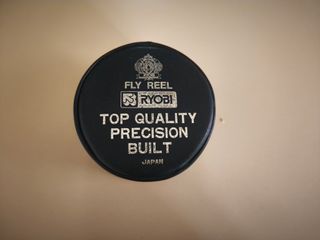 FLY REEL
RYOBI
TOP QUALITY
PRECISION
BUILT
JAPAN